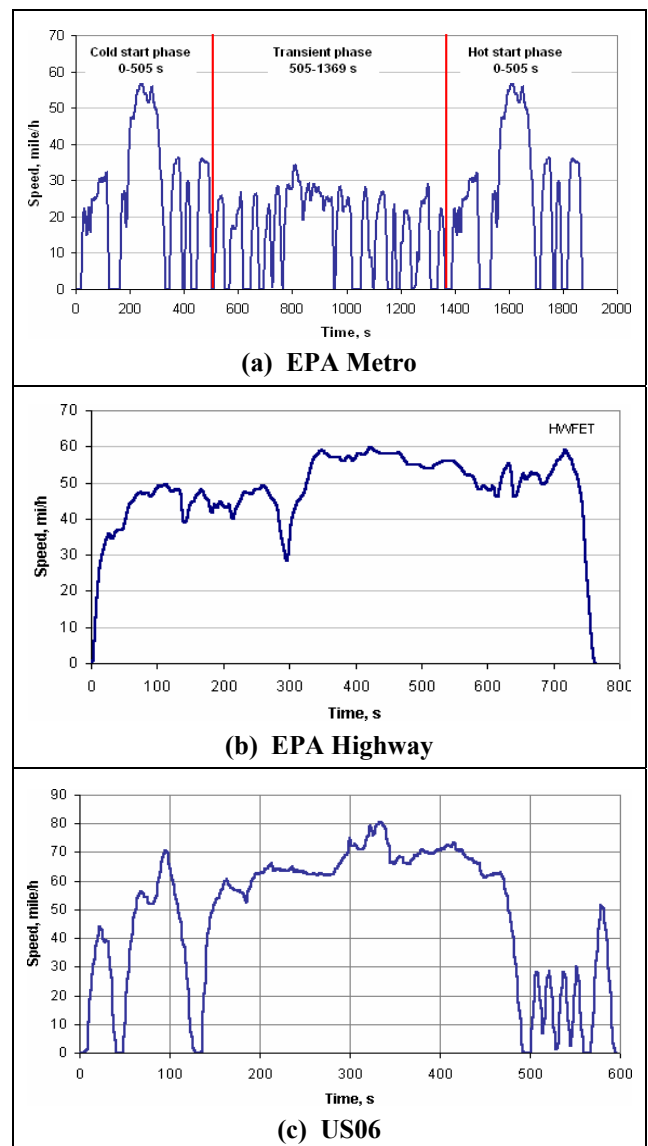 70
60
50
40
30
20
10
0
Speed, mile/h
Cold start phase
0-505 s
Transient phase
505-1369 s
Hot start phase
0-505 s
0 200 400 600 800 1000 1200 1400 1600 1800 2000
Time, s
(a) EPA Metro
70
60
50
40
30
20
10
0
Speed, mi/h
HWFET
0 100 200 300 400 500 600 700 800
Time, s
(b) EPA Highway
90
80
70
60
50
40
30
20
10
0
Speed, mile/h
0 100 200 300 400 500 600
Time, s
(c) US06